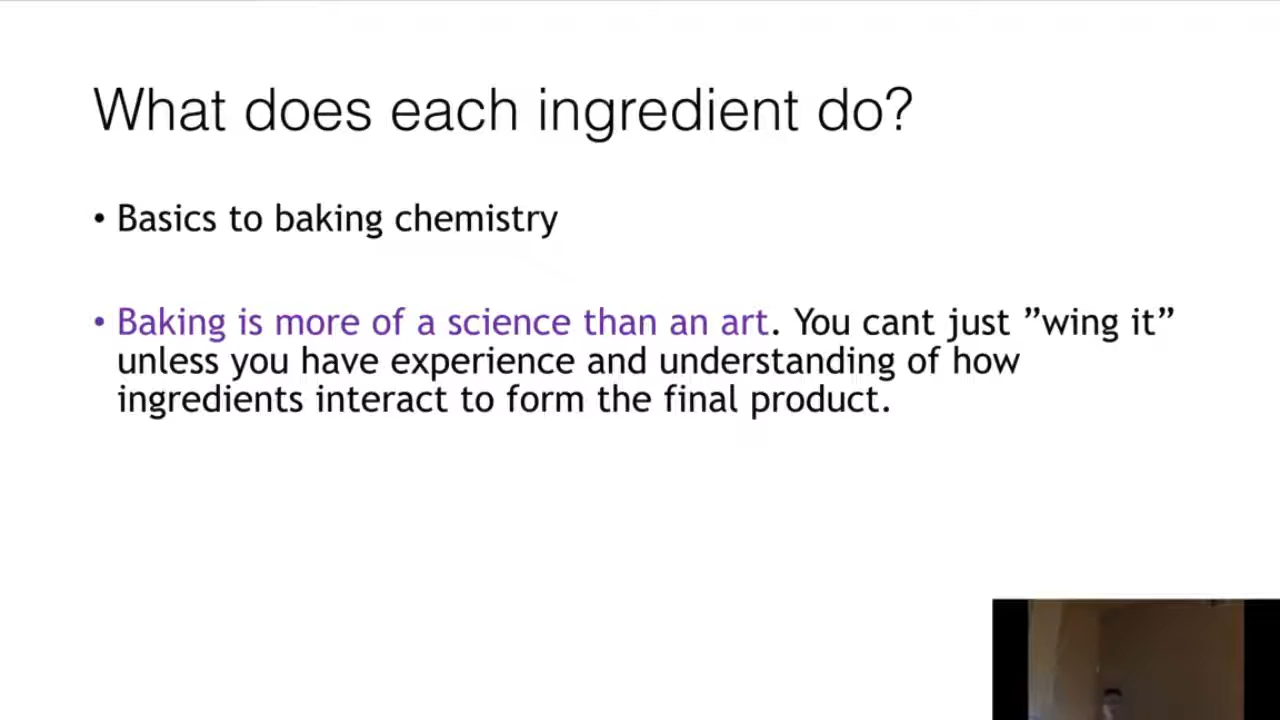 What does each ingredient do?
• Basics to baking chemistry
• Baking is more of a science than an art. You cant just ”wing it”
unless you have experience and understanding of how
ingredients interact to form the final product.